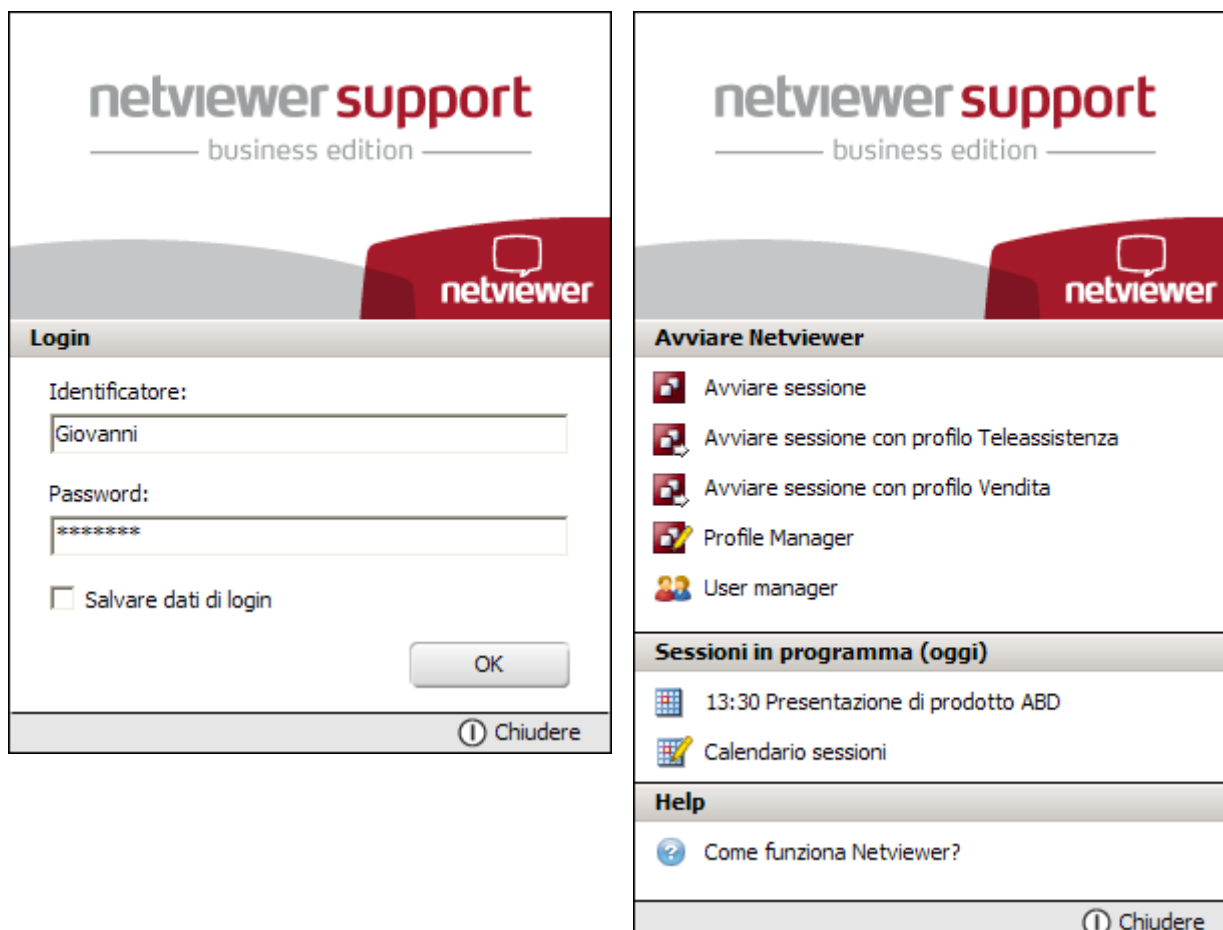 netviewer support
business edition
netviewer
Login
Identificatore:
Giovanni
Password:
*******
Salvare dati di login
OK
Chiudere
netviewer support
business edition
netviewer
Avviare Netviewer
Avviare sessione
Avviare sessione con profilo Teleassistenza
Avviare sessione con profilo Vendita
Profile Manager
User manager
Sessioni in programma (oggi)
13:30 Presentazione di prodotto ABD
Calendario sessioni
Help
Come funziona Netviewer?
Chiudere